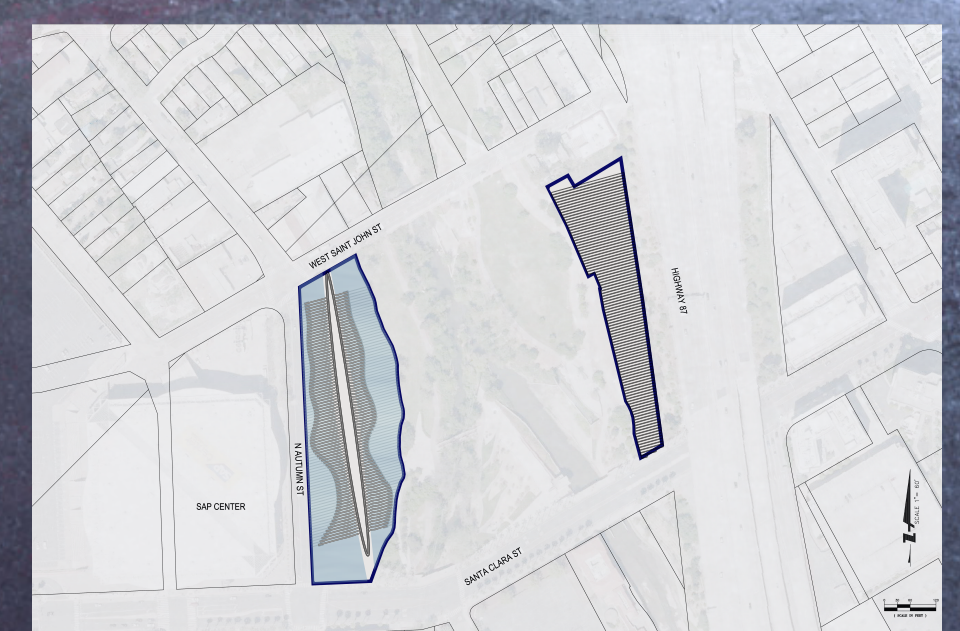 WEST SAINT JOHN ST
HIGHWAY 87
N AUTUMN ST
SAP CENTER
SANTA CLARA ST
SCALE 1"= 60'
( SCALE IN FEET )